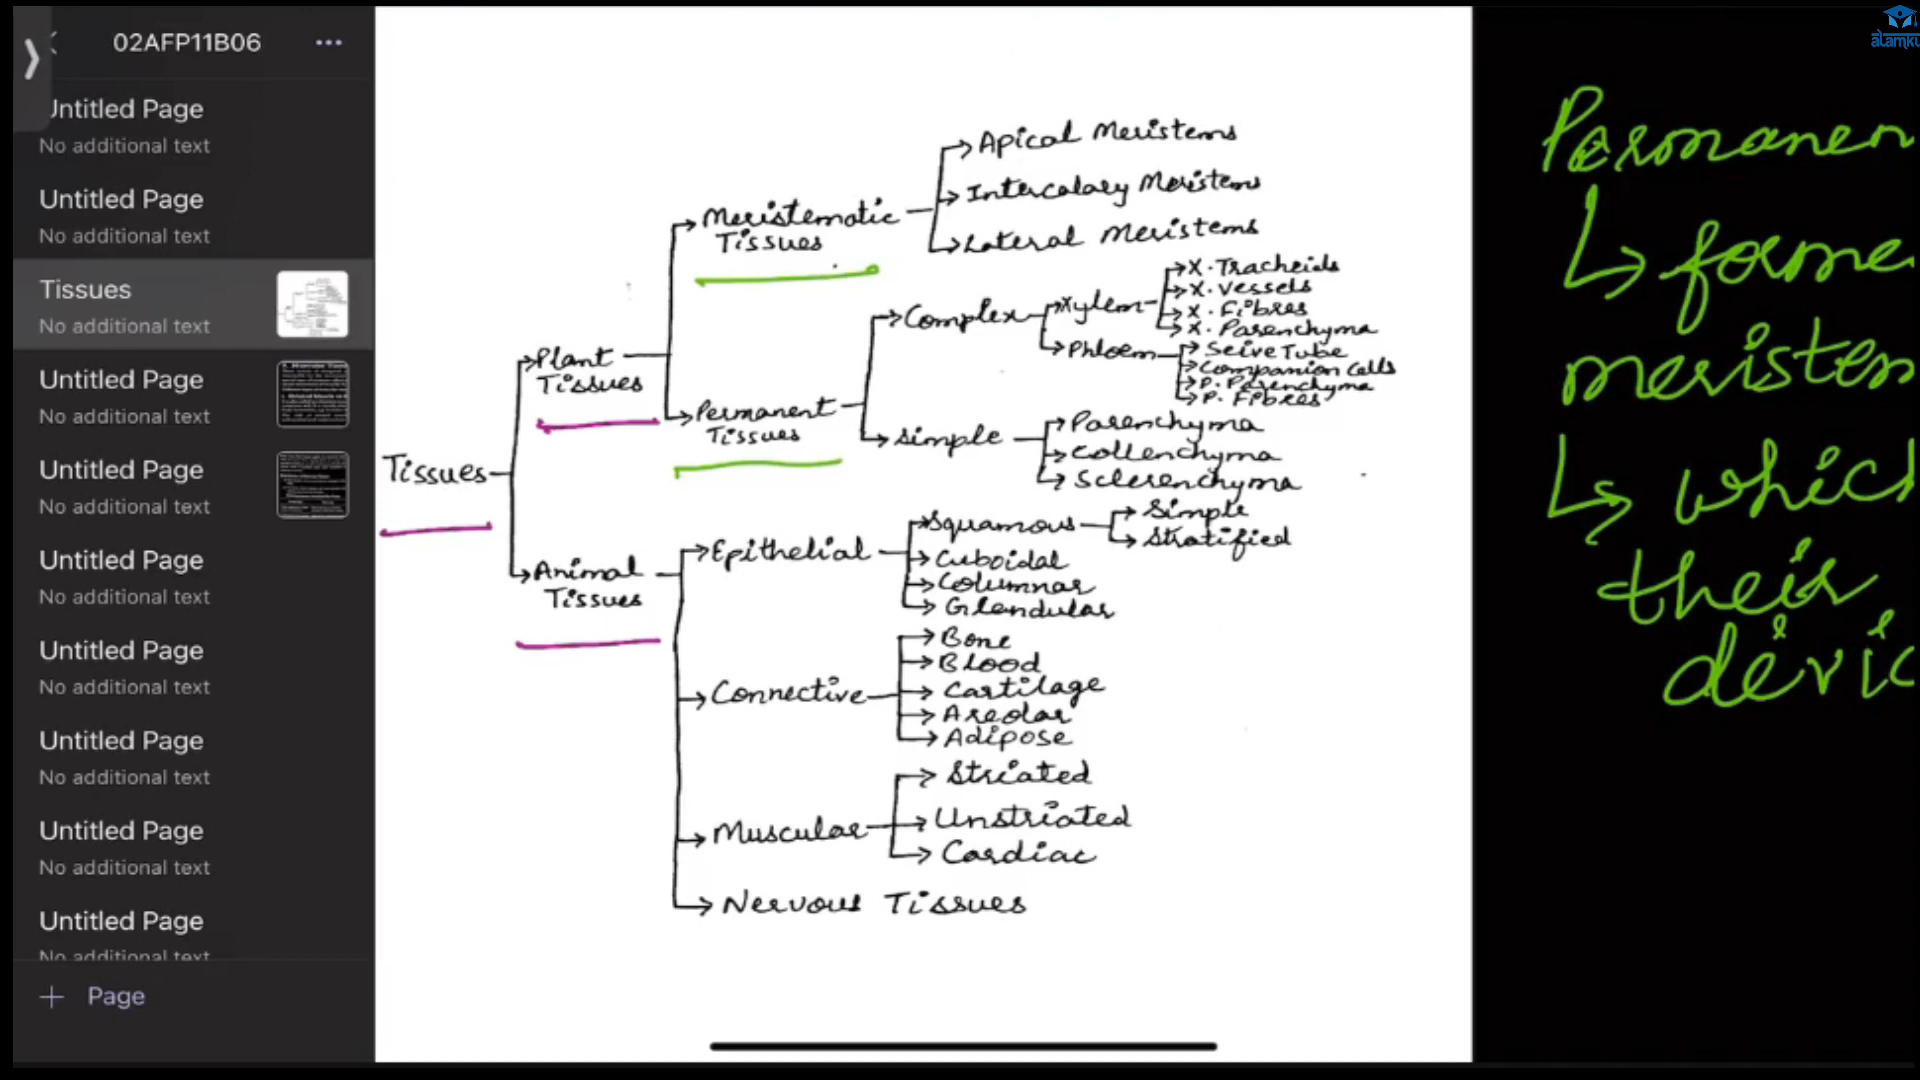 02AFP11B06
Untitled Page
No additional text
Untitled Page
No additional text
Tissues
No additional text
Untitled Page
No additional text
Untitled Page
No additional text
Untitled Page
No additional text
Untitled Page
No additional text
Untitled Page
No additional text
Untitled Page
No additional text
Untitled Page
No additional text
+ Page
Tissues
Plant
Tissues
Meristematic
Tissues
Apical Meristems
Intercalary Meristems
Lateral Meristems
Permanent
Tissues
Complex
Xylem
X. Tracheids
X. Vessels
X. Fibres
X. Parenchyma
Phloem
Seive Tube
Companion Cells
P. Parenchyma
P. Fibres
Simple
Parenchyma
Collenchyma
Sclerenchyma
Animal
Tissues
Epithelial
Squamous
Simple
Stratified
Cuboidal
Columnar
Glandular
Connective
Bone
Blood
Cartilage
Areolar
Adipose
Muscular
Striated
Unstriated
Cardiac
Nervous Tissues
Permanen
forme
meristem
which
their